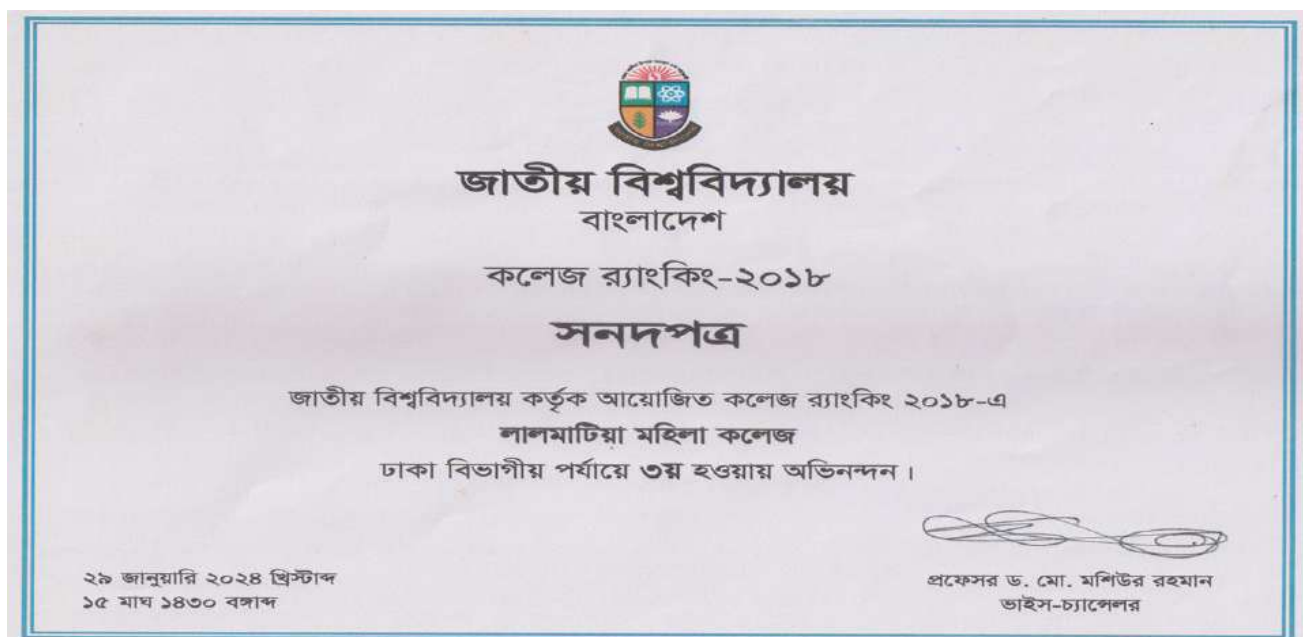 জাতীয় বিশ্ববিদ্যালয়
বাংলাদেশ
কলেজ র‍্যাংকিং-২০১৮
সনদপত্র
জাতীয় বিশ্ববিদ্যালয় কর্তৃক আয়োজিত কলেজ র‍্যাংকিং ২০১৮-এ
লালমাটিয়া মহিলা কলেজ
ঢাকা বিভাগীয় পর্যায়ে ৩য় হওয়ায় অভিনন্দন।
২৯ জানুয়ারি ২০২৪ খ্রিস্টাব্দ
১৫ মাঘ ১৪৩০ বঙ্গাব্দ
প্রফেসর ড. মো. মশিউর রহমান
ভাইস-চ্যান্সেলর